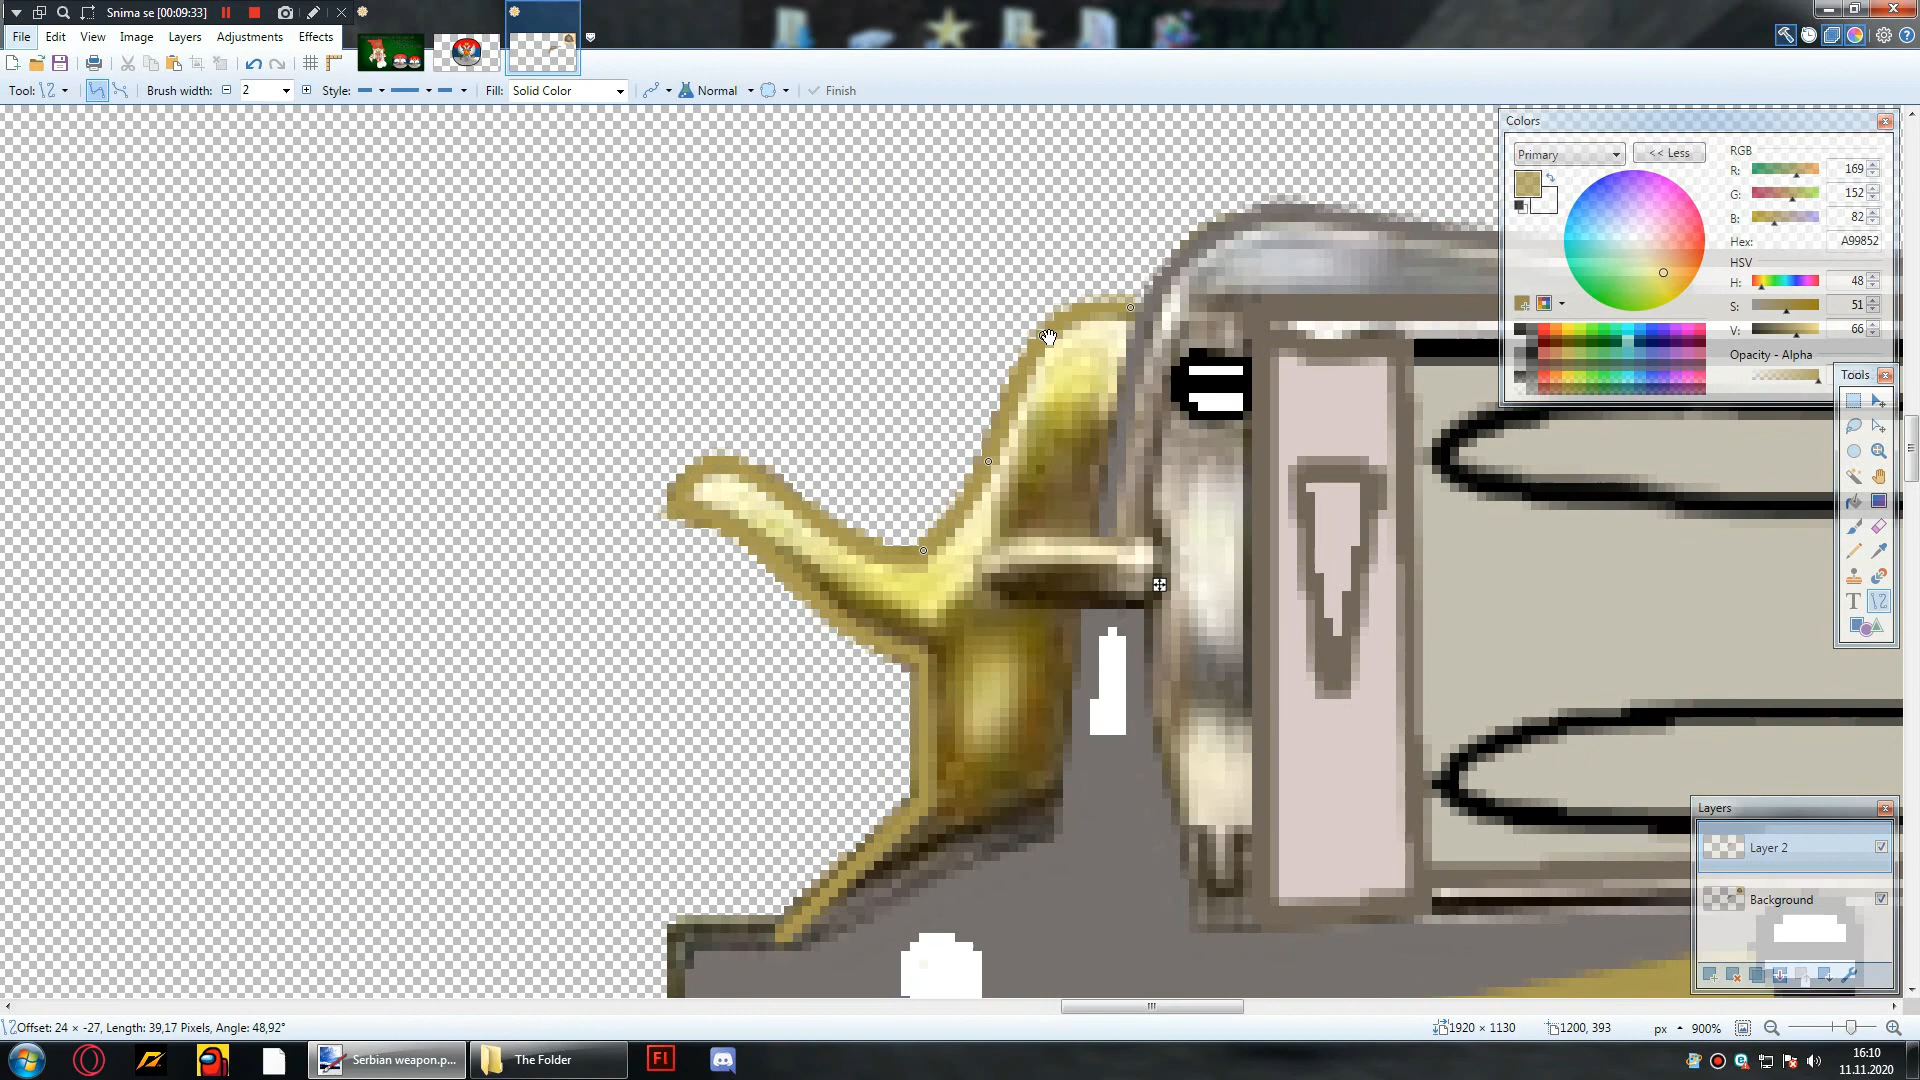 Snima se [00:09:33]
File Edit View Image Layers Adjustments Effects
Tool: Brush width: 2 Style: Fill: Solid Color Normal Finish
Colors
Primary << Less RGB
R: 169
G: 152
B: 82
Hex: A99852
HSV
H: 48
S: 51
V: 66
Opacity - Alpha
Tools
Layers
Layer 2
Background
Offset: 24 × -27, Length: 39,17 Pixels, Angle: 48,92° 1920 × 1130 1200, 393 px 900%
Serbian weapon.p... The Folder Fl 16:10
11.11.2020